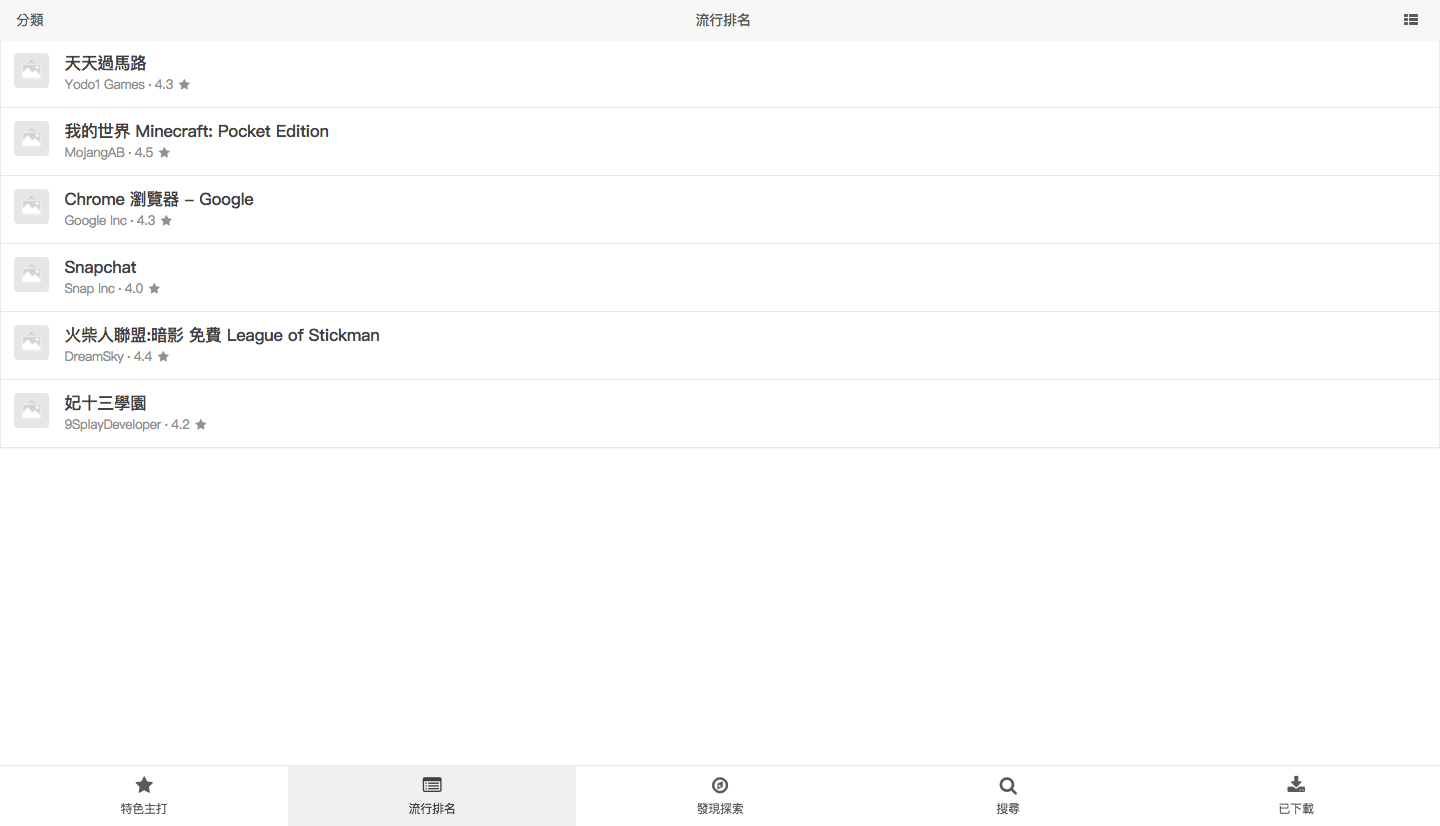 分類
流行排名
天天過馬路
Yodo1 Games · 4.3 ★
我的世界 Minecraft: Pocket Edition
MojangAB · 4.5 ★
Chrome 瀏覽器 – Google
Google Inc · 4.3 ★
Snapchat
Snap Inc · 4.0 ★
火柴人聯盟:暗影 免費 League of Stickman
DreamSky · 4.4 ★
妃十三學園
9SplayDeveloper · 4.2 ★
特色主打
流行排名
發現探索
搜尋
已下載